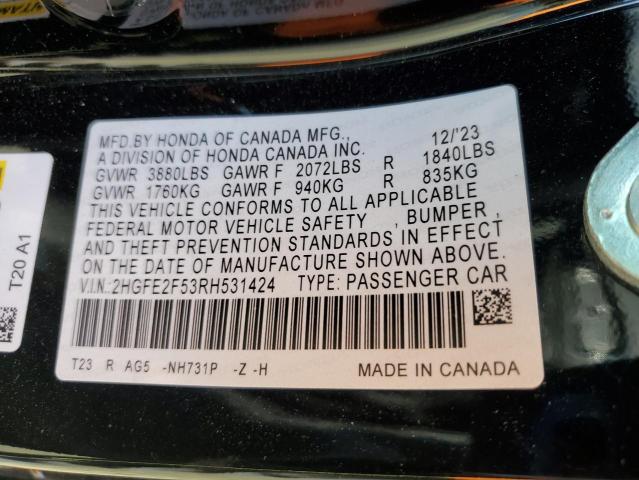 MFD.BY HONDA OF CANADA MFG., 12/'23
A DIVISION OF HONDA CANADA INC.
GVWR 3880LBS GAWR F 2072LBS R 1840LBS
GVWR 1760KG GAWR F 940KG R 835KG
THIS VEHICLE CONFORMS TO ALL APPLICABLE
FEDERAL MOTOR VEHICLE SAFETY , BUMPER ,
AND THEFT PREVENTION STANDARDS IN EFFECT
ON THE DATE OF MANUFACTURE SHOWN ABOVE.
V.I.N.:2HGFE2F53RH531424 TYPE: PASSENGER CAR
T23 R AG5 -NH731P -Z -H MADE IN CANADA
T20 A1